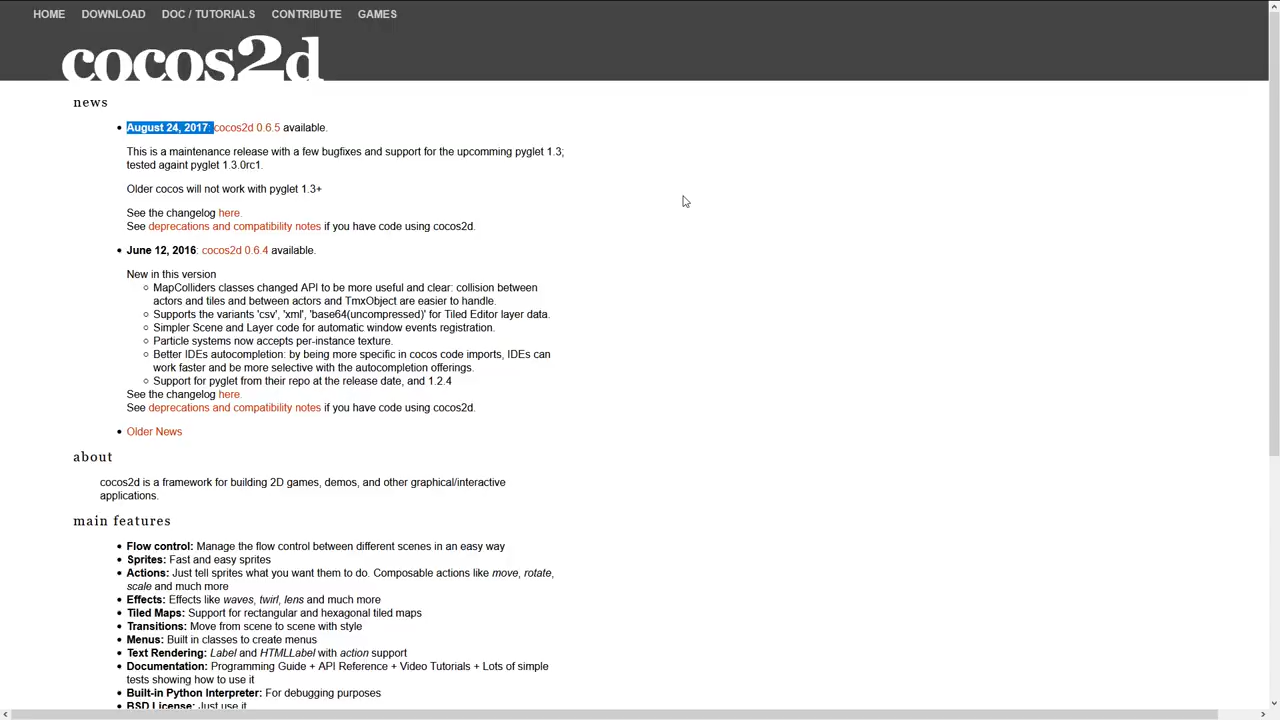 HOME DOWNLOAD DOC / TUTORIALS CONTRIBUTE GAMES
cocos2d
news
August 24, 2017: cocos2d 0.6.5 available.
This is a maintenance release with a few bugfixes and support for the upcomming pyglet 1.3;
tested againt pyglet 1.3.0rc1.
Older cocos will not work with pyglet 1.3+
See the changelog here.
See deprecations and compatibility notes if you have code using cocos2d.
June 12, 2016: cocos2d 0.6.4 available.
New in this version
MapColliders classes changed API to be more useful and clear: collision between
actors and tiles and between actors and TmxObject are easier to handle.
Supports the variants 'csv', 'xml', 'base64(uncompressed)' for Tiled Editor layer data.
Simpler Scene and Layer code for automatic window events registration.
Particle systems now accepts per-instance texture.
Better IDEs autocompletion: by being more specific in cocos code imports, IDEs can
work faster and be more selective with the autocompletion offerings.
Support for pyglet from their repo at the release date, and 1.2.4
See the changelog here.
See deprecations and compatibility notes if you have code using cocos2d.
Older News
about
cocos2d is a framework for building 2D games, demos, and other graphical/interactive
applications.
main features
Flow control: Manage the flow control between different scenes in an easy way
Sprites: Fast and easy sprites
Actions: Just tell sprites what you want them to do. Composable actions like move, rotate,
scale and much more
Effects: Effects like waves, twirl, lens and much more
Tiled Maps: Support for rectangular and hexagonal tiled maps
Transitions: Move from scene to scene with style
Menus: Built in classes to create menus
Text Rendering: Label and HTMLLabel with action support
Documentation: Programming Guide + API Reference + Video Tutorials + Lots of simple
tests showing how to use it
Built-in Python Interpreter: For debugging purposes
BSD License: Just use it